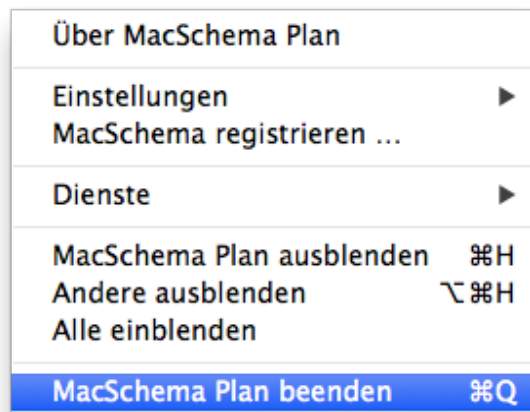 Über MacSchema Plan
Einstellungen ▶
MacSchema registrieren ...
Dienste ▶
MacSchema Plan ausblenden ⌘H
Andere ausblenden ⌥⌘H
Alle einblenden
MacSchema Plan beenden ⌘Q